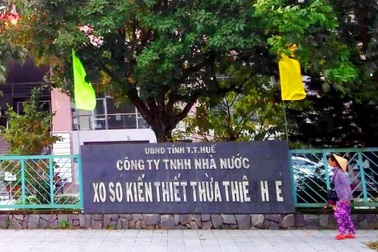 UBND TỈNH T.T.HUẾ
CÔNG TY TNHH NHÀ NƯỚC
XO SO KIẾN THIẾT THỪA THIÊ H E